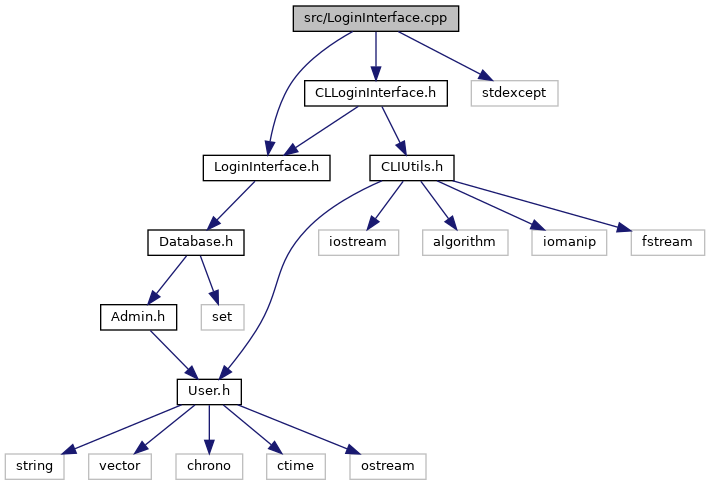 src/LoginInterface.cpp
CLLoginInterface.h
stdexcept
LoginInterface.h
CLIUtils.h
Database.h
iostream
algorithm
iomanip
fstream
Admin.h
set
User.h
string
vector
chrono
ctime
ostream